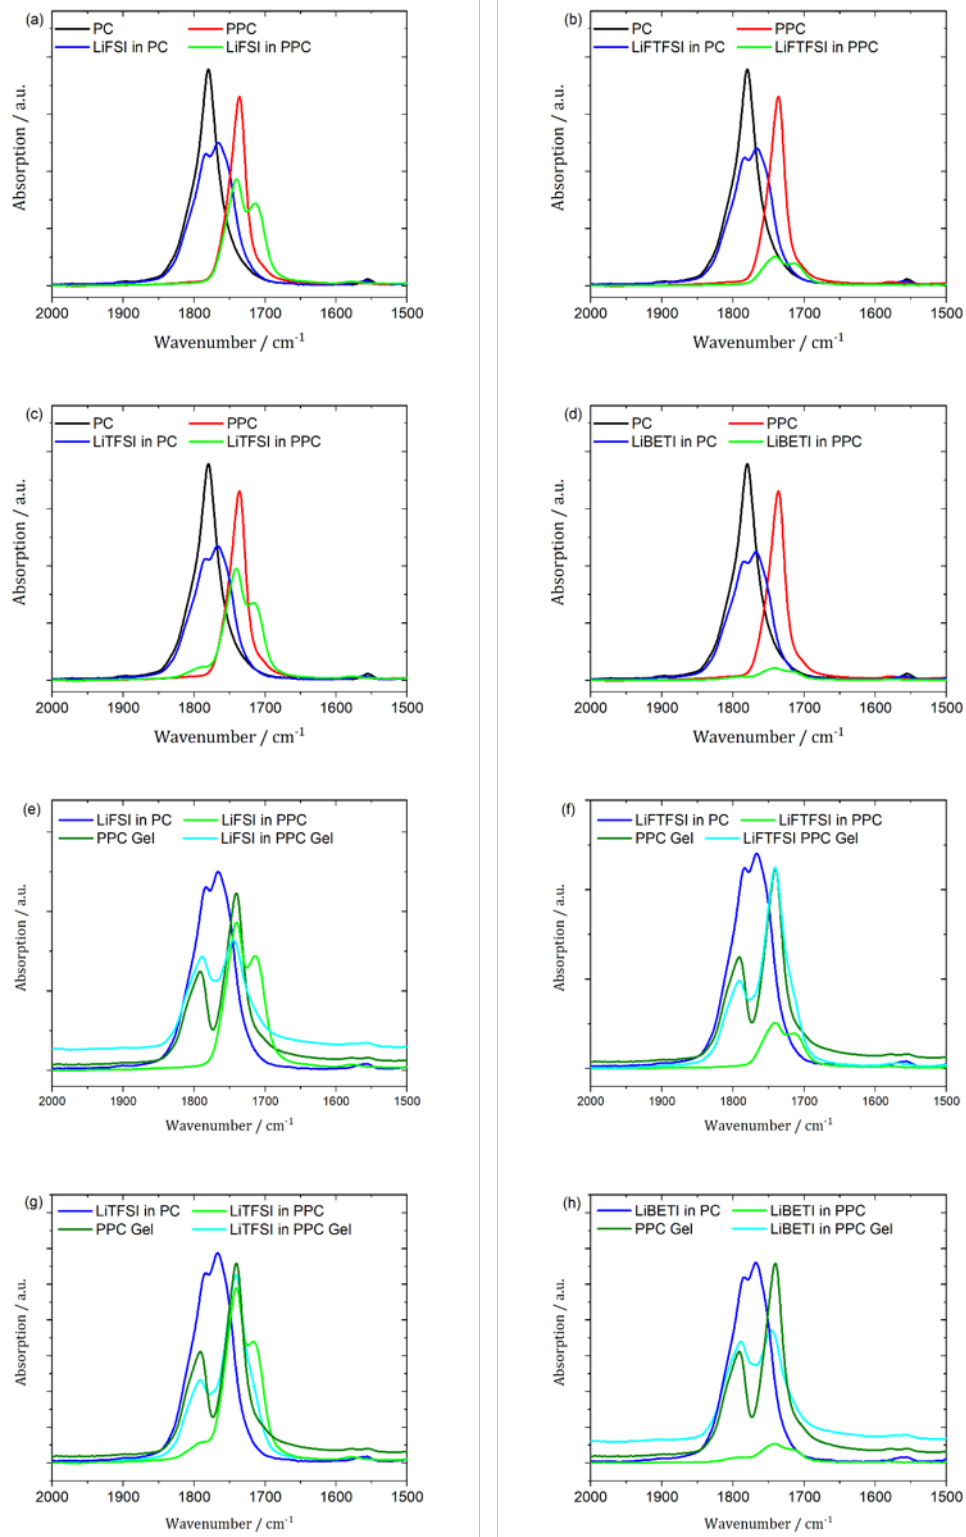 (a) PC PPC
LiFSI in PC LiFSI in PPC
Absorption / a.u.
2000 1900 1800 1700 1600 1500
Wavenumber / cm⁻¹
(b) PC PPC
LiFTFSI in PC LiFTFSI in PPC
Absorption / a.u.
2000 1900 1800 1700 1600 1500
Wavenumber / cm⁻¹
(c) PC PPC
LiTFSI in PC LiTFSI in PPC
Absorption / a.u.
2000 1900 1800 1700 1600 1500
Wavenumber / cm⁻¹
(d) PC PPC
LiBETI in PC LiBETI in PPC
Absorption / a.u.
2000 1900 1800 1700 1600 1500
Wavenumber / cm⁻¹
(e) LiFSI in PC LiFSI in PPC
PPC Gel LiFSI in PPC Gel
Absorption / a.u.
2000 1900 1800 1700 1600 1500
Wavenumber / cm⁻¹
(f) LiFTFSI in PC LiFTFSI in PPC
PPC Gel LiFTFSI PPC Gel
Absorption / a.u.
2000 1900 1800 1700 1600 1500
Wavenumber / cm⁻¹
(g) LiTFSI in PC LiTFSI in PPC
PPC Gel LiTFSI in PPC Gel
Absorption / a.u.
2000 1900 1800 1700 1600 1500
Wavenumber / cm⁻¹
(h) LiBETI in PC LiBETI in PPC
PPC Gel LiBETI in PPC Gel
Absorption / a.u.
2000 1900 1800 1700 1600 1500
Wavenumber / cm⁻¹